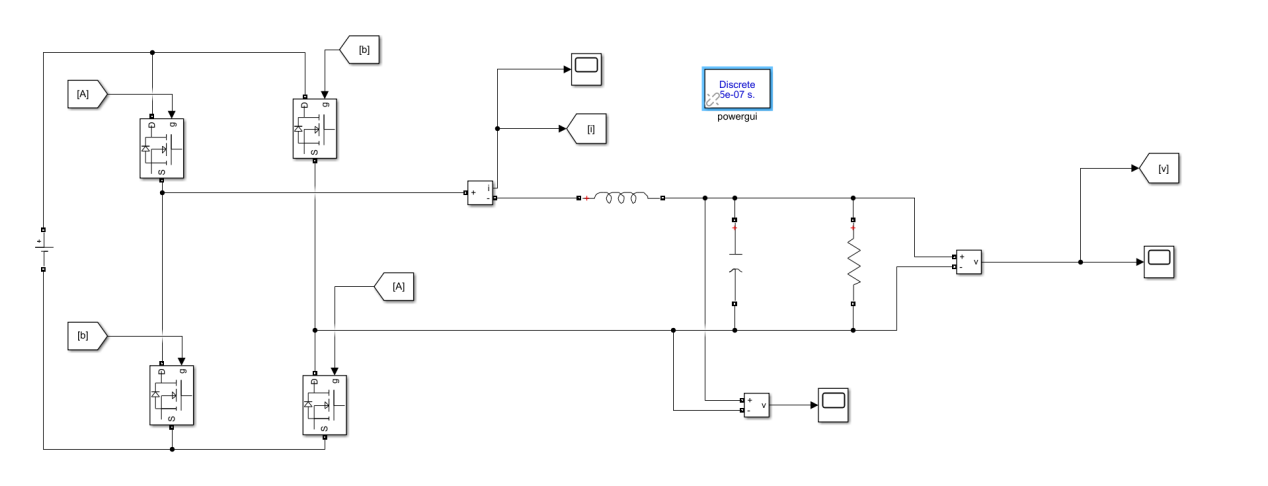 [b]
[A]
D
g
S
D
g
S
[i]
Discrete
5e-07 s.
powergui
+
i
-
+
+
[v]
+
v
-
+
+
[A]
[b]
D
g
S
D
g
S
+
v
-